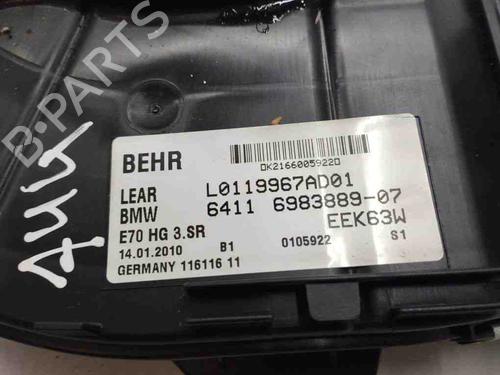 B-PARTS
BEHR
DK2166005922D
LEAR L0119967AD01
BMW 6411 6983889-07
EEK63W
E70 HG 3.SR
14.01.2010 B1 0105922 S1
GERMANY 116116 11